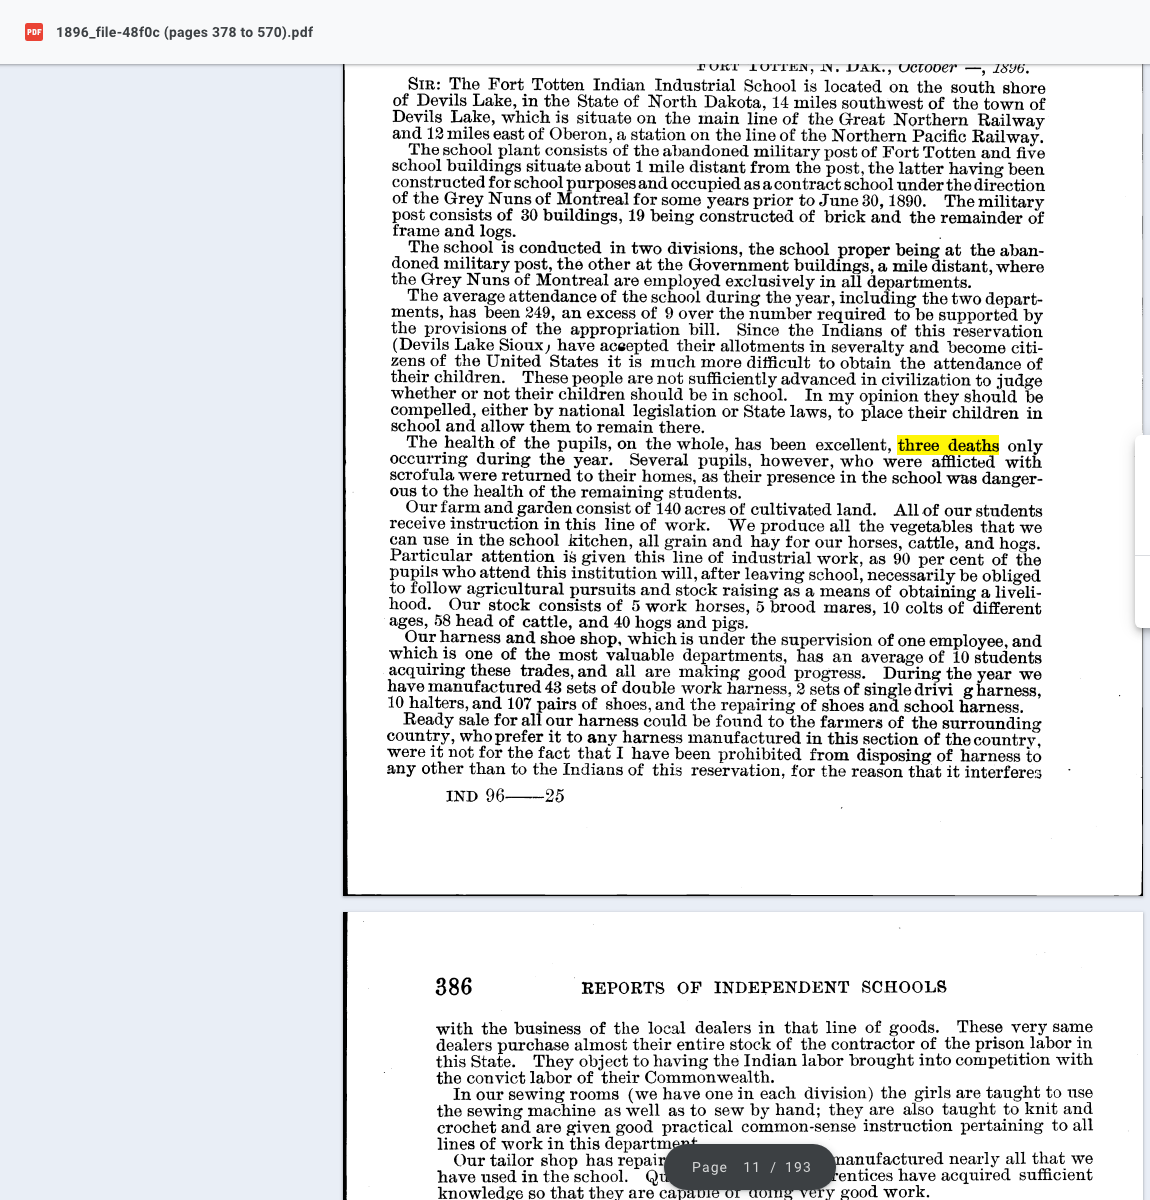 PDF
1896_file-48f0c (pages 378 to 570).pdf
FORT TOTTEN, N. DAK., October —, 1896.
SIR: The Fort Totten Indian Industrial School is located on the south shore
of Devils Lake, in the State of North Dakota, 14 miles southwest of the town of
Devils Lake, which is situate on the main line of the Great Northern Railway
and 12 miles east of Oberon, a station on the line of the Northern Pacific Railway.
The school plant consists of the abandoned military post of Fort Totten and five
school buildings situate about 1 mile distant from the post, the latter having been
constructed for school purposes and occupied as a contract school under the direction
of the Grey Nuns of Montreal for some years prior to June 30, 1890. The military
post consists of 30 buildings, 19 being constructed of brick and the remainder of
frame and logs.
The school is conducted in two divisions, the school proper being at the aban-
doned military post, the other at the Government buildings, a mile distant, where
the Grey Nuns of Montreal are employed exclusively in all departments.
The average attendance of the school during the year, including the two depart-
ments, has been 249, an excess of 9 over the number required to be supported by
the provisions of the appropriation bill. Since the Indians of this reservation
(Devils Lake Sioux) have accepted their allotments in severalty and become citi-
zens of the United States it is much more difficult to obtain the attendance of
their children. These people are not sufficiently advanced in civilization to judge
whether or not their children should be in school. In my opinion they should be
compelled, either by national legislation or State laws, to place their children in
school and allow them to remain there.
The health of the pupils, on the whole, has been excellent, three deaths only
occurring during the year. Several pupils, however, who were afflicted with
scrofula were returned to their homes, as their presence in the school was danger-
ous to the health of the remaining students.
Our farm and garden consist of 140 acres of cultivated land. All of our students
receive instruction in this line of work. We produce all the vegetables that we
can use in the school kitchen, all grain and hay for our horses, cattle, and hogs.
Particular attention is given this line of industrial work, as 90 per cent of the
pupils who attend this institution will, after leaving school, necessarily be obliged
to follow agricultural pursuits and stock raising as a means of obtaining a liveli-
hood. Our stock consists of 5 work horses, 5 brood mares, 10 colts of different
ages, 58 head of cattle, and 40 hogs and pigs.
Our harness and shoe shop, which is under the supervision of one employee, and
which is one of the most valuable departments, has an average of 10 students
acquiring these trades, and all are making good progress. During the year we
have manufactured 43 sets of double work harness, 2 sets of single drivi g harness,
10 halters, and 107 pairs of shoes, and the repairing of shoes and school harness.
Ready sale for all our harness could be found to the farmers of the surrounding
country, who prefer it to any harness manufactured in this section of the country,
were it not for the fact that I have been prohibited from disposing of harness to
any other than to the Indians of this reservation, for the reason that it interferes
IND 96——25
386 REPORTS OF INDEPENDENT SCHOOLS
with the business of the local dealers in that line of goods. These very same
dealers purchase almost their entire stock of the contractor of the prison labor in
this State. They object to having the Indian labor brought into competition with
the convict labor of their Commonwealth.
In our sewing rooms (we have one in each division) the girls are taught to use
the sewing machine as well as to sew by hand; they are also taught to knit and
crochet and are given good practical common-sense instruction pertaining to all
lines of work in this department.
Our tailor shop has repair manufactured nearly all that we
have used in the school. Qu rentices have acquired sufficient
knowledge so that they are capable of doing very good work.
Page 11 / 193